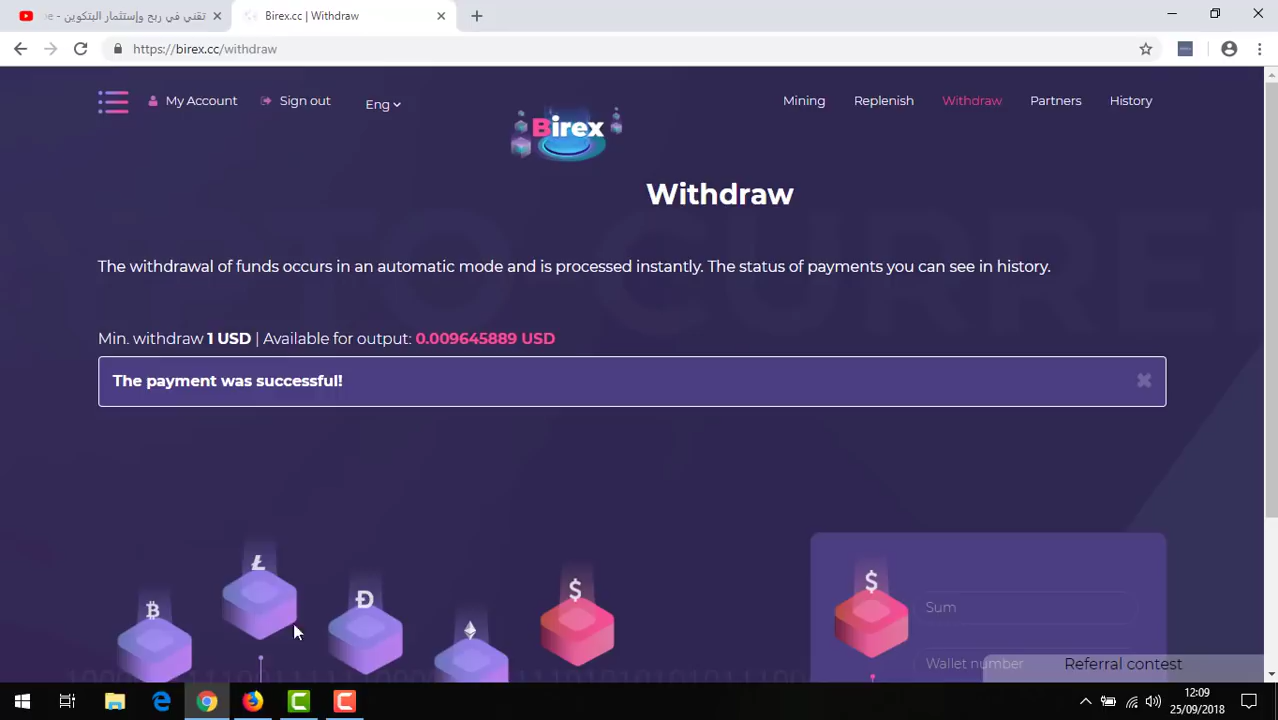 تقني في ربح وإستثمار البتكوين - de
Birex.cc | Withdraw
https://birex.cc/withdraw
My Account
Sign out
Eng
Birex
Mining
Replenish
Withdraw
Partners
History
Withdraw
The withdrawal of funds occurs in an automatic mode and is processed instantly. The status of payments you can see in history.
Min. withdraw 1 USD | Available for output: 0.009645889 USD
The payment was successful!
Sum
Wallet number
Referral contest
12:09
25/09/2018